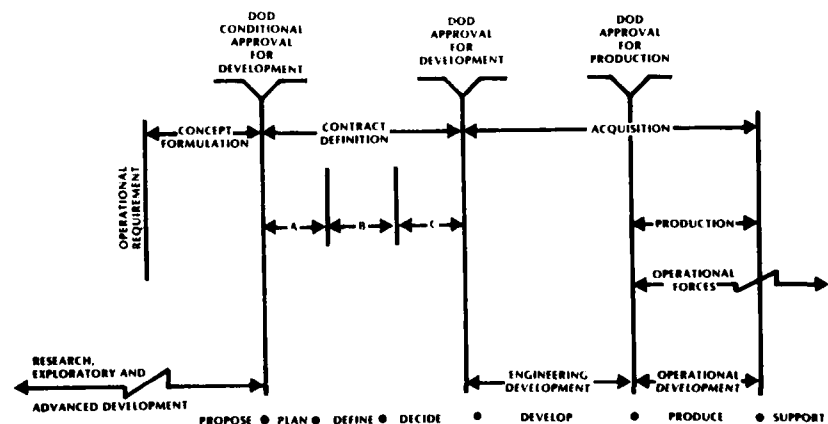 DOD
CONDITIONAL
APPROVAL
FOR
DEVELOPMENT
DOD
APPROVAL
FOR
DEVELOPMENT
DOD
APPROVAL
FOR
PRODUCTION
OPERATIONAL
REQUIREMENT
CONCEPT
FORMULATION
CONTRACT
DEFINITION
ACQUISITION
A
B
C
PRODUCTION
OPERATIONAL
FORCES
RESEARCH,
EXPLORATORY AND
ADVANCED DEVELOPMENT
ENGINEERING
DEVELOPMENT
OPERATIONAL
DEVELOPMENT
PROPOSE • PLAN • DEFINE • DECIDE • DEVELOP • PRODUCE • SUPPORT